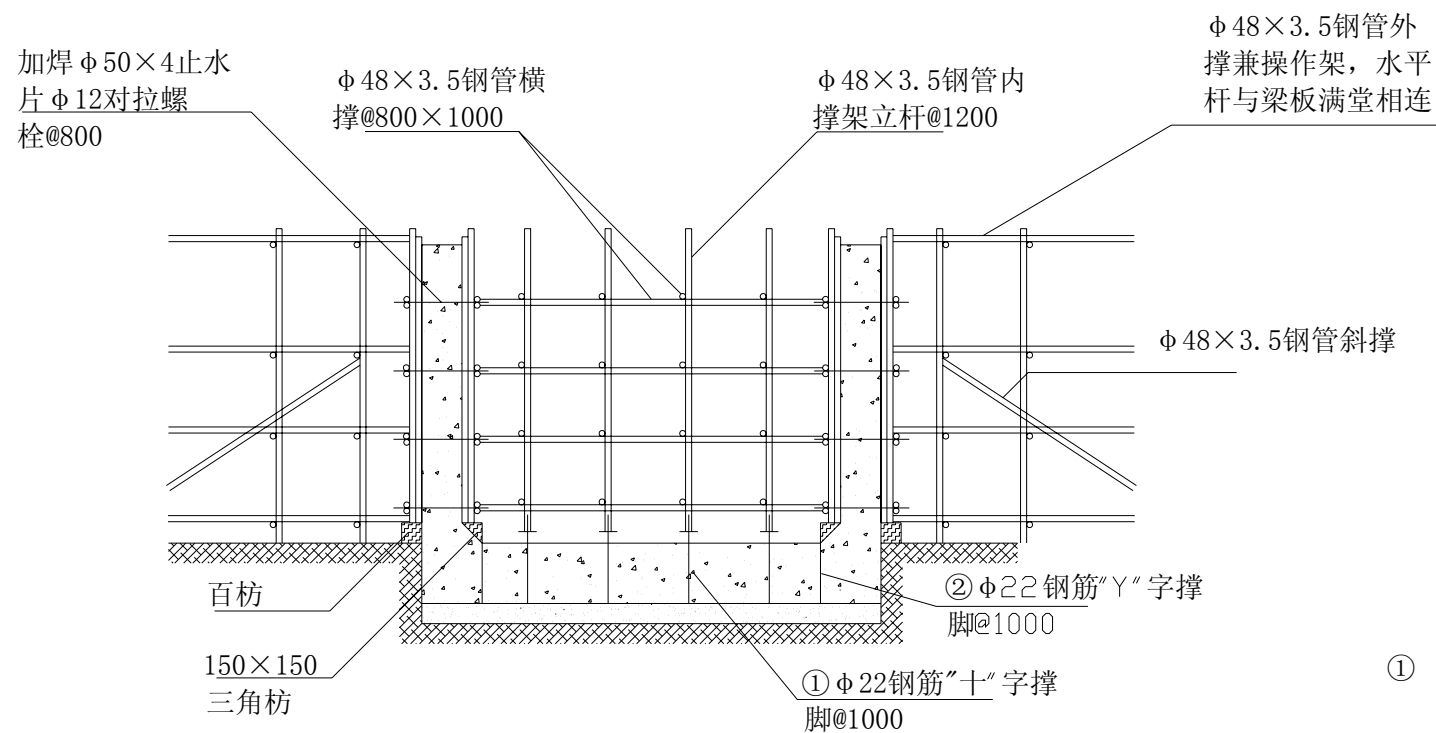 加焊φ50×4止水
片φ12对拉螺
栓@800
φ48×3.5钢管横
撑@800×1000
φ48×3.5钢管内
撑架立杆@1200
φ48×3.5钢管外
撑兼操作架，水平
杆与梁板满堂相连
φ48×3.5钢管斜撑
百枋
150×150
三角枋
②φ22钢筋"Y"字撑
脚@1000
①φ22钢筋"十"字撑
脚@1000
①